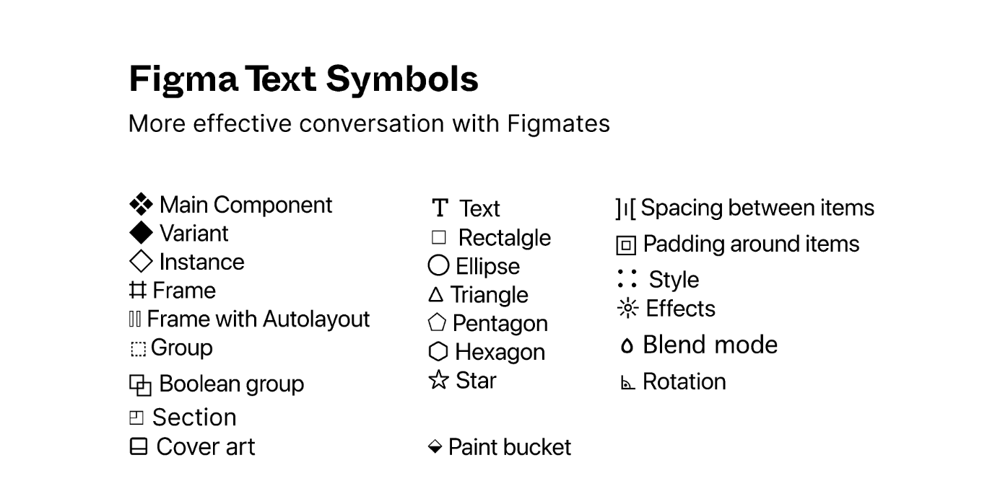 Figma Text Symbols
More effective conversation with Figmates
❖ Main Component
◆ Variant
◇ Instance
⌗ Frame
⫿⫿ Frame with Autolayout
⬚ Group
⧉ Boolean group
◰ Section
⊟ Cover art
T Text
□ Rectalgle
◯ Ellipse
△ Triangle
⬠ Pentagon
⬡ Hexagon
☆ Star
⬙ Paint bucket
]ı[ Spacing between items
回 Padding around items
∷ Style
☼ Effects
Blend mode
⊾ Rotation